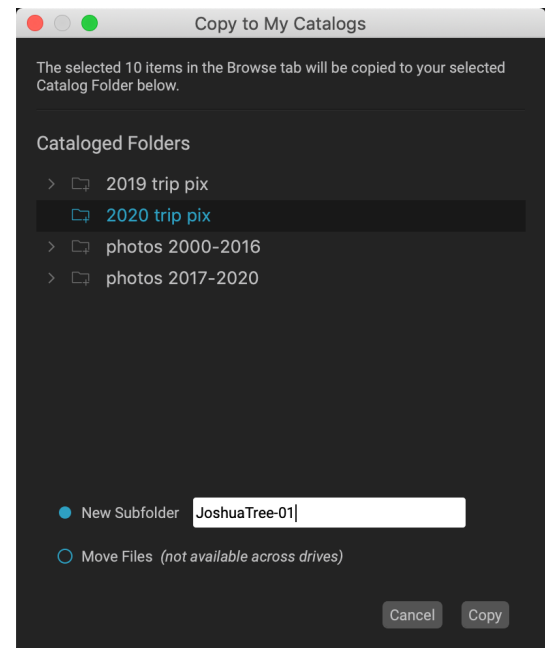 Copy to My Catalogs
The selected 10 items in the Browse tab will be copied to your selected
Catalog Folder below.
Cataloged Folders
2019 trip pix
2020 trip pix
photos 2000-2016
photos 2017-2020
New Subfolder JoshuaTree-01
Move Files (not available across drives)
Cancel Copy